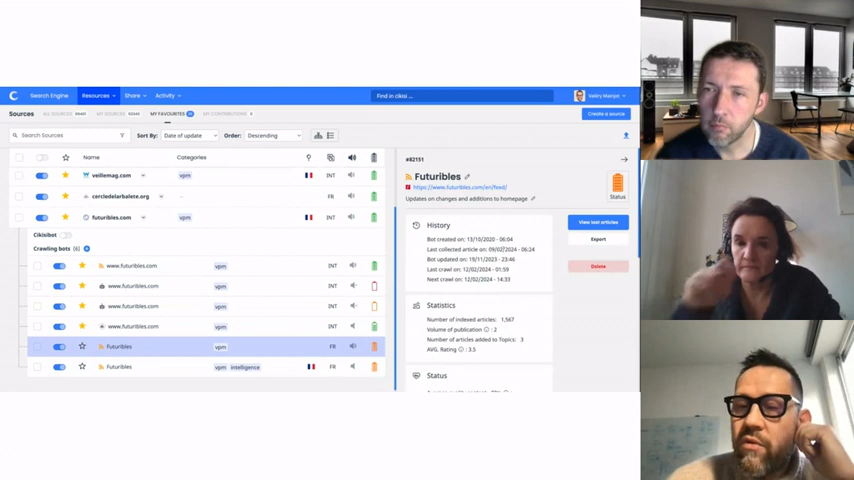 Search Engine Resources Share Activity Find in cikisi ... Valéry Marqot
Sources MY FAVOURITES MY CONTRIBUTIONS Create a source
Search Sources Sort By: Date of update Order: Descending
Name Categories
veillemag.com vpm INT
cercledelarbalete.org - FR
futuribles.com vpm INT
Cikisibot
Crawling bots (6)
www.futuribles.com vpm INT
www.futuribles.com vpm INT
www.futuribles.com vpm INT
www.futuribles.com vpm INT
Futuribles vpm FR
Futuribles vpm intelligence FR
#82151
Futuribles
https://www.futuribles.com/en/feed/
Updates on changes and additions to homepage
Status
History
Bot created on: 13/10/2020 - 06:04
Last collected article on: 09/02/2024 - 06:24
Bot updated on: 19/11/2023 - 23:46
Last crawl on: 12/02/2024 - 01:59
Next crawl on: 12/02/2024 - 14:33
View last articles
Export
Delete
Statistics
Number of indexed articles : 1,567
Volume of publication : 2
Number of articles added to Topics: 3
AVG. Rating : 3.5
Status